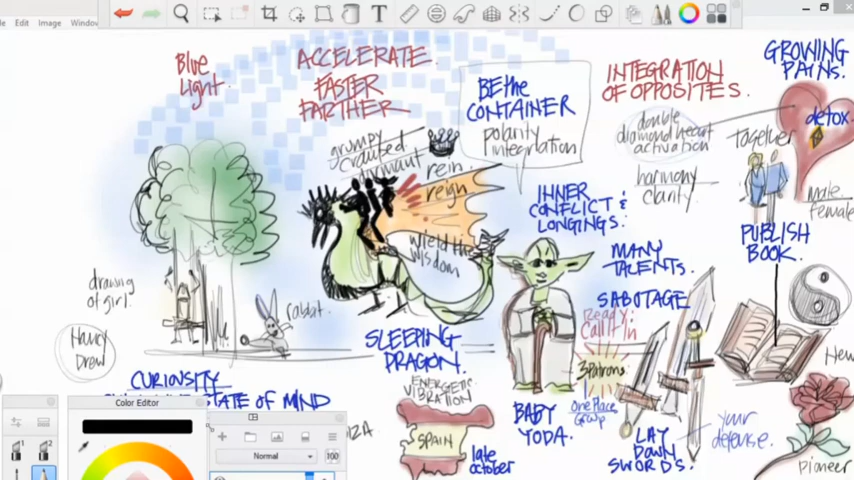 Edit
Image
Window
Blue
Light
ACCELERATE
FASTER
FARTHER
BE the
CONTAINER
polarity
integration
INTEGRATION
OF OPPOSITES.
double
diamond heart
activation
harmony
clarity.
GROWING
PAINS.
detox
Together
male
female
grumpy
crowded
dormant
rein
reign
wield the
wisdom
INNER
CONFLICT &
LONGINGS.
MANY
TALENTS.
SABOTAGE
Ready:
Call it In
3 Patrons
one Place
Group
PUBLISH
BOOK.
New
drawing
of girl.
Nancy
Drew
rabbit.
SLEEPING
DRAGON.
CURIOSITY
STATE OF MIND
ENERGETIC
VIBRATION
SPAIN
late
october
BABY
YODA.
LAY
DOWN
SWORDS.
your
defense.
pioneer
Color Editor
Normal
100